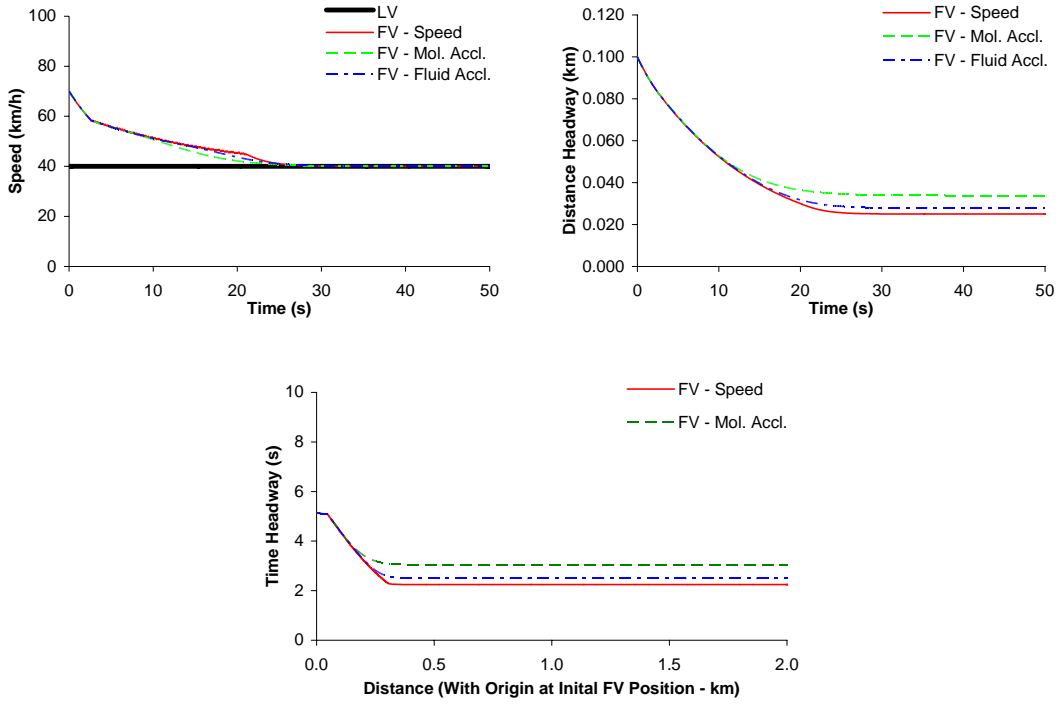 LV
FV - Speed
FV - Mol. Accl.
FV - Fluid Accl.
100
80
60
40
20
0
Speed (km/h)
0 10 20 30 40 50
Time (s)
FV - Speed
FV - Mol. Accl.
FV - Fluid Accl.
0.100
0.080
0.060
0.040
0.020
0.000
Distance Headway (km)
0 10 20 30 40 50
Time (s)
FV - Speed
FV - Mol. Accl.
10
8
6
4
2
0
Time Headway (s)
0.0 0.5 1.0 1.5 2.0
Distance (With Origin at Inital FV Position - km)